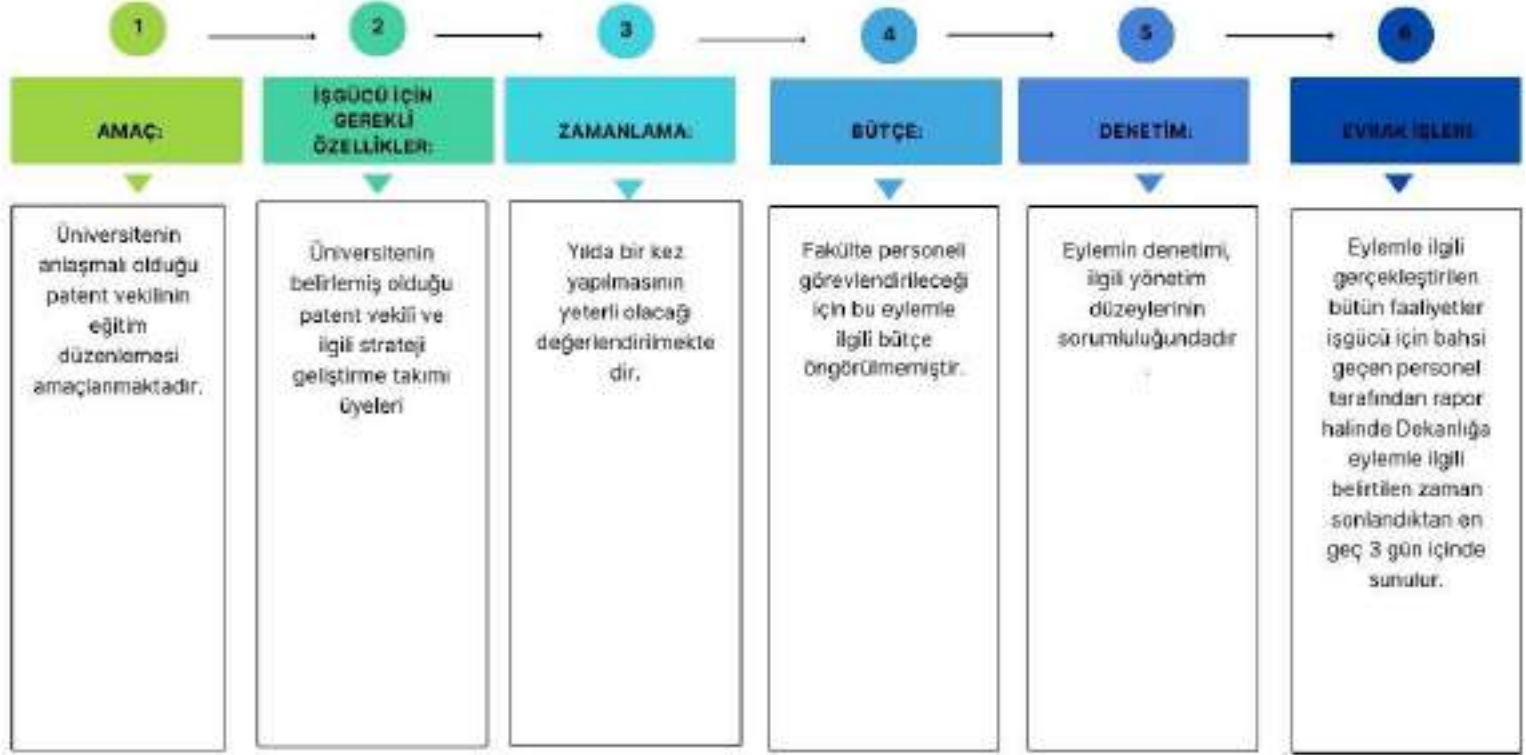 1
AMAÇ:
Üniversitenin
anlaşmalı olduğu
patent vekilinin
eğitim
düzenlemesi
amaçlanmaktadır.
2
İŞGÜCÜ İÇİN
GEREKLİ
ÖZELLİKLER:
Üniversitenin
belirlemiş olduğu
patent vekili ve
ilgili strateji
geliştirme takımı
üyeleri
3
ZAMANLAMA:
Yılda bir kez
yapılmasının
yeterli olacağı
değerlendirilmekte
dir.
4
BÜTÇE:
Fakülte personeli
görevlendirileceği
için bu eylemle
ilgili bütçe
öngörülmemiştir.
5
DENETİM:
Eylemin denetimi,
ilgili yönetim
düzeylerinin
sorumluluğundadır
.
6
EVRAK İŞLERİ:
Eylemle ilgili
gerçekleştirilen
bütün faaliyetler
işgücü için bahsi
geçen personel
tarafından rapor
halinde Dekanlığa
eylemle ilgili
belirtilen zaman
sonlandıktan en
geç 3 gün içinde
sunulur.